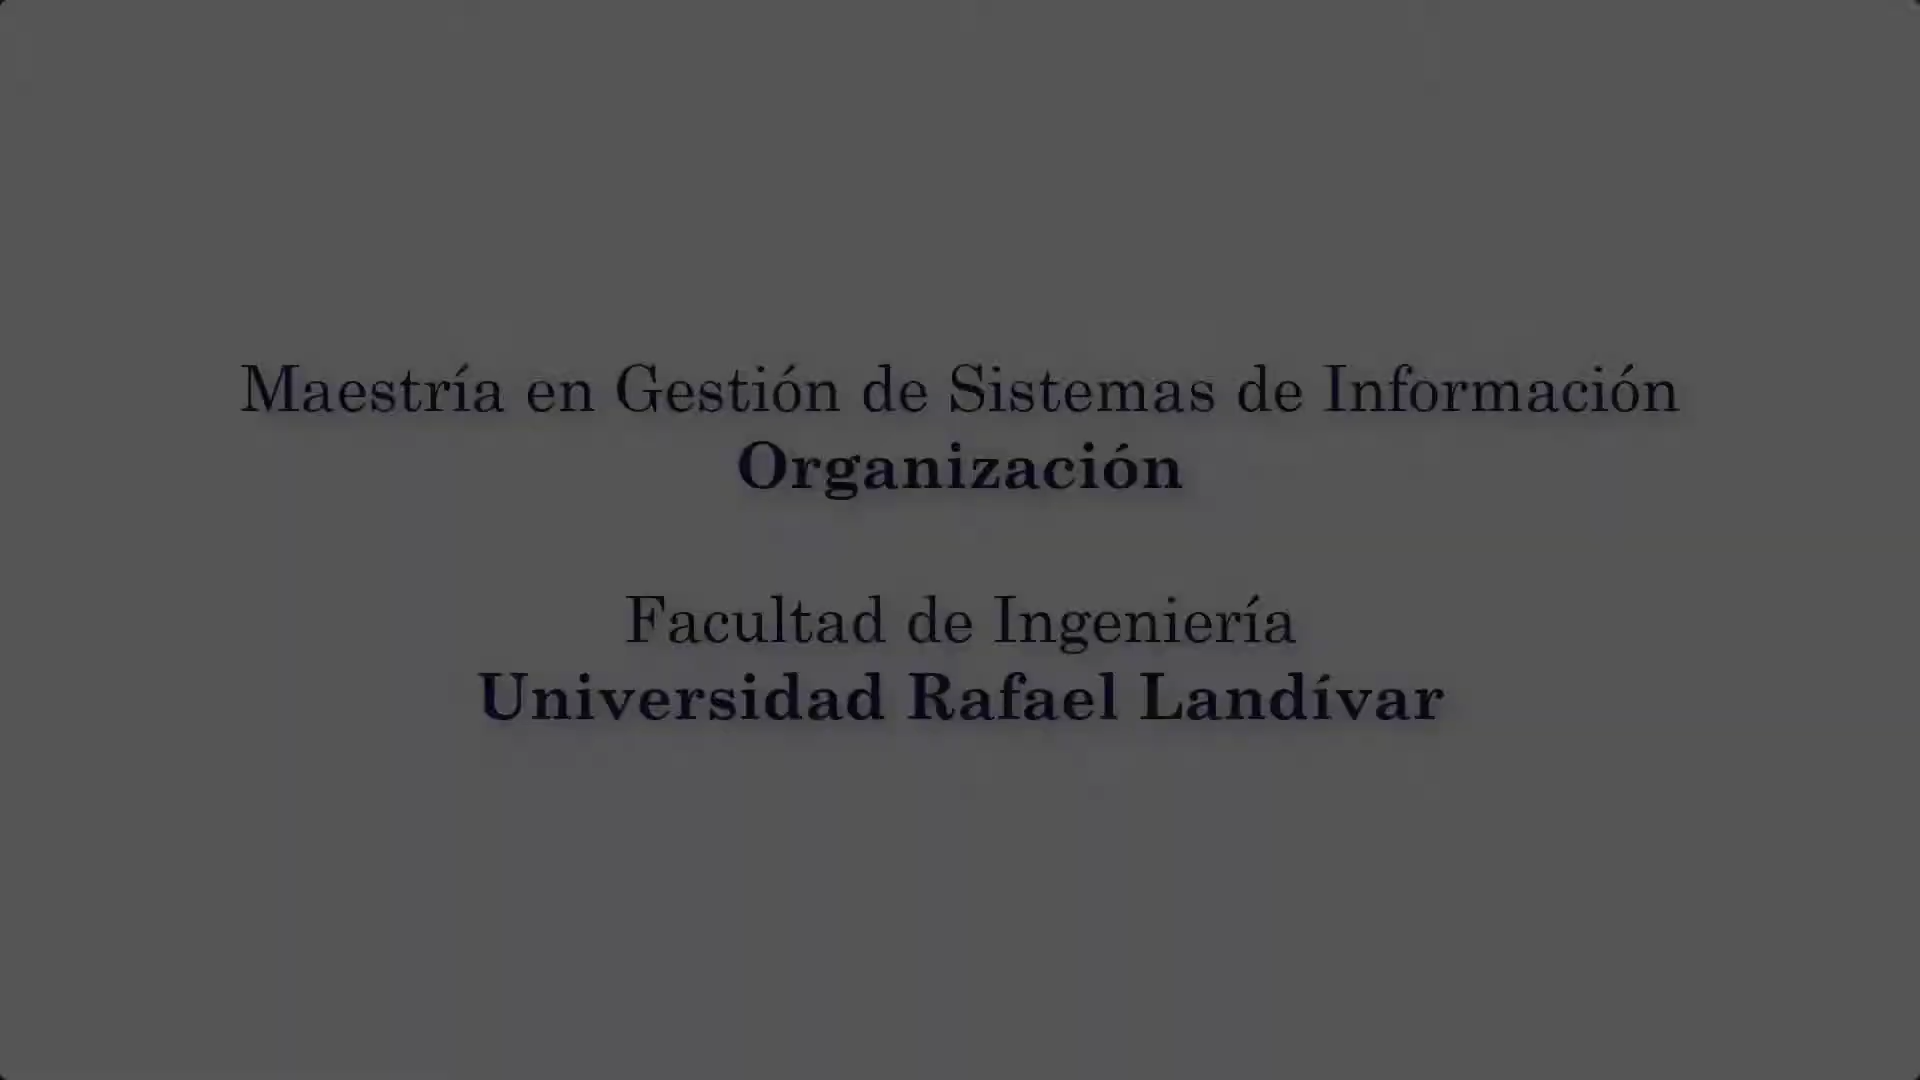 Maestría en Gestión de Sistemas de Información
Organización
Facultad de Ingeniería
Universidad Rafael Landívar